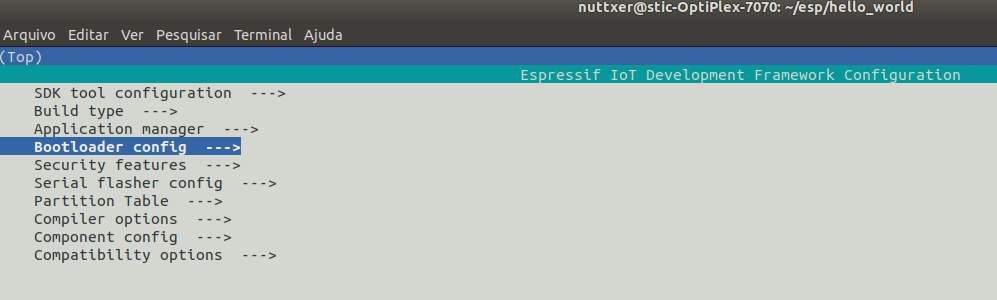 nuttxer@stic-OptiPlex-7070: ~/esp/hello_world
Arquivo Editar Ver Pesquisar Terminal Ajuda
(Top)
Espressif IoT Development Framework Configuration
SDK tool configuration  --->
Build type  --->
Application manager  --->
Bootloader config  --->
Security features  --->
Serial flasher config  --->
Partition Table  --->
Compiler options  --->
Component config  --->
Compatibility options  --->